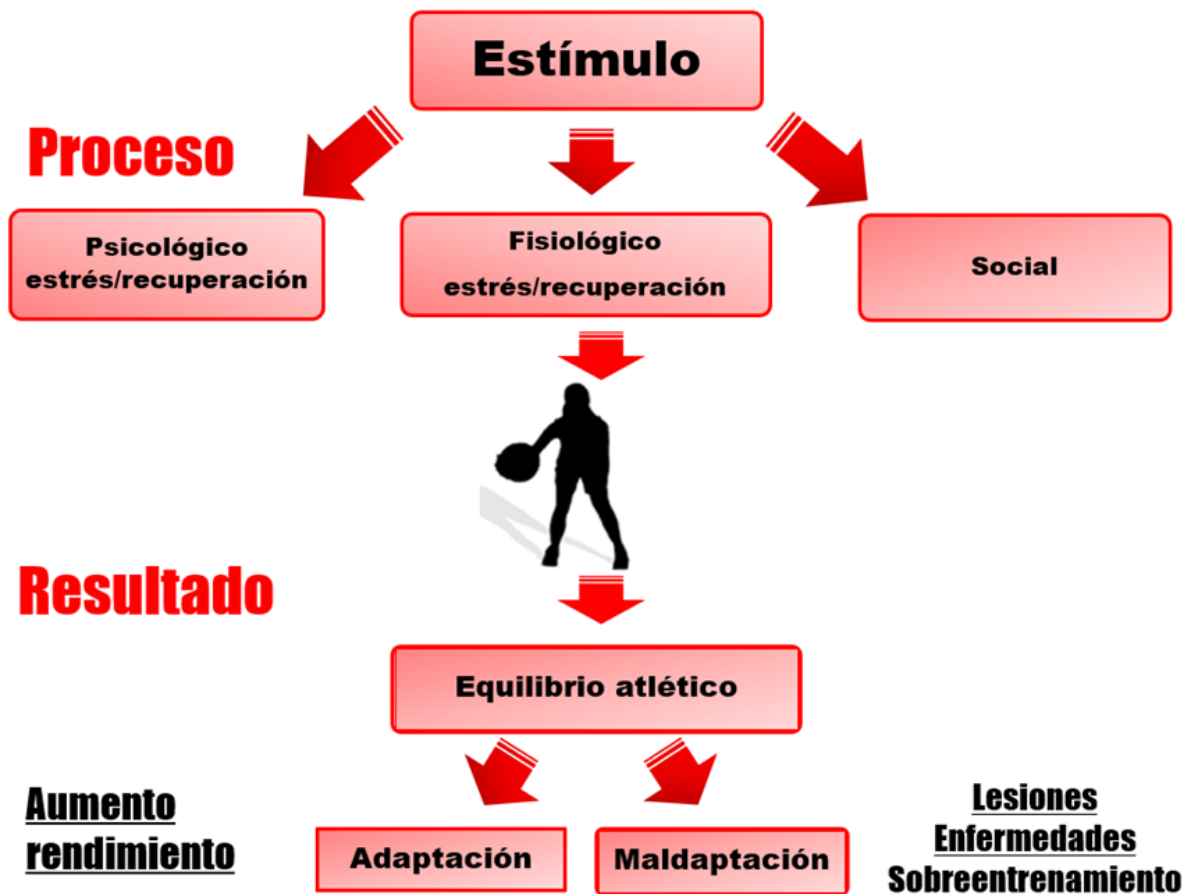 Estímulo
Proceso
Psicológico
estrés/recuperación
Fisiológico
estrés/recuperación
Social
Resultado
Equilibrio atlético
Aumento
rendimiento
Adaptación
Maldaptación
Lesiones
Enfermedades
Sobreentrenamiento